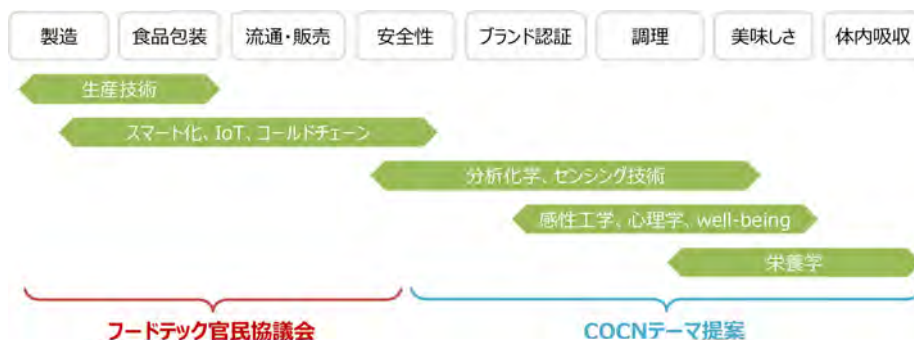 製造
食品包装
流通・販売
安全性
ブランド認証
調理
美味しさ
体内吸収
生産技術
スマート化、IoT、コールドチェーン
分析化学、センシング技術
感性工学、心理学、well-being
栄養学
フードテック官民協議会
COCNテーマ提案